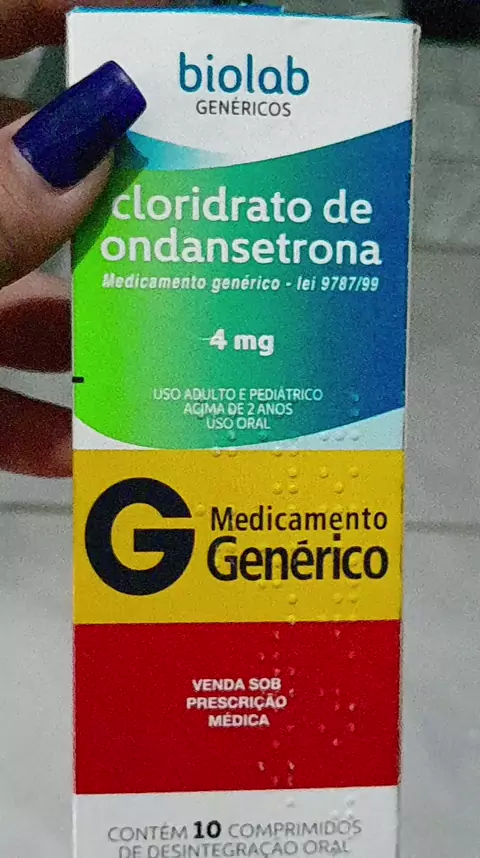 biolab
GENÉRICOS
cloridrato de
ondansetrona
Medicamento genérico - lei 9787/99
4 mg
USO ADULTO E PEDIÁTRICO
ACIMA DE 2 ANOS
USO ORAL
G Medicamento
Genérico
VENDA SOB
PRESCRIÇÃO
MÉDICA
CONTÉM 10 COMPRIMIDOS
DE DESINTEGRAÇÃO ORAL